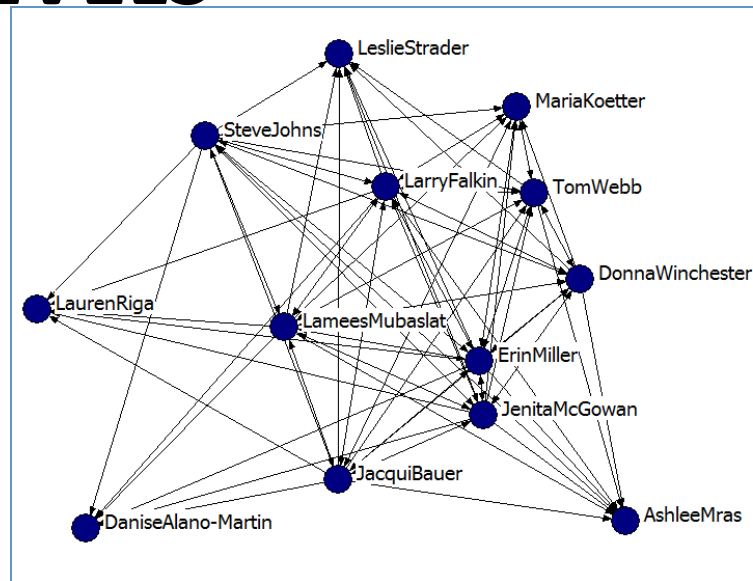 LeslieStrader
MariaKoetter
SteveJohns
LarryFalkin
TomWebb
DonnaWinchester
LaurenRiga
LameesMubaslat
ErinMiller
JenitaMcGowan
JacquiBauer
AshleeMras
DaniseAlano-Martin